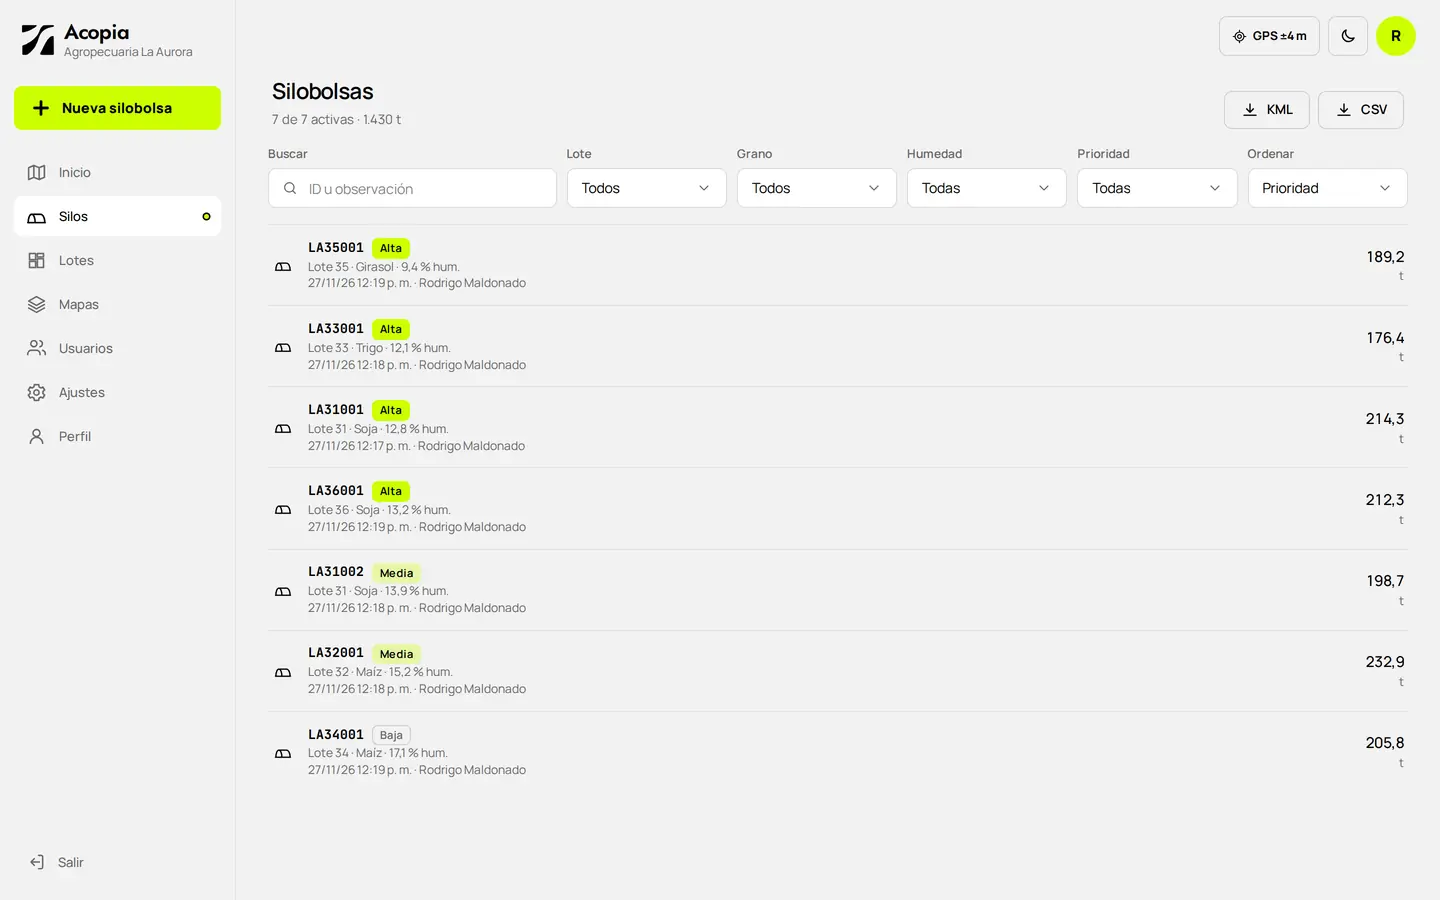 Acopia
Agropecuaria La Aurora
Nueva silobolsa
Inicio
Silos
Lotes
Mapas
Usuarios
Ajustes
Perfil
Salir
GPS ±4 m
R
Silobolsas
7 de 7 activas · 1.430 t
KML
CSV
Buscar
Lote
Grano
Humedad
Prioridad
Ordenar
ID u observación
Todos
Todos
Todas
Todas
Prioridad
LA35001 Alta
Lote 35 · Girasol · 9,4 % hum.
27/11/26 12:19 p. m. · Rodrigo Maldonado
189,2
t
LA33001 Alta
Lote 33 · Trigo · 12,1 % hum.
27/11/26 12:18 p. m. · Rodrigo Maldonado
176,4
t
LA31001 Alta
Lote 31 · Soja · 12,8 % hum.
27/11/26 12:17 p. m. · Rodrigo Maldonado
214,3
t
LA36001 Alta
Lote 36 · Soja · 13,2 % hum.
27/11/26 12:19 p. m. · Rodrigo Maldonado
212,3
t
LA31002 Media
Lote 31 · Soja · 13,9 % hum.
27/11/26 12:18 p. m. · Rodrigo Maldonado
198,7
t
LA32001 Media
Lote 32 · Maíz · 15,2 % hum.
27/11/26 12:18 p. m. · Rodrigo Maldonado
232,9
t
LA34001 Baja
Lote 34 · Maíz · 17,1 % hum.
27/11/26 12:19 p. m. · Rodrigo Maldonado
205,8
t